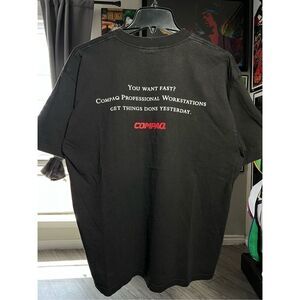 YOU WANT FAST?
COMPAQ PROFESSIONAL WORKSTATIONS
GET THINGS DONE YESTERDAY.
COMPAQ